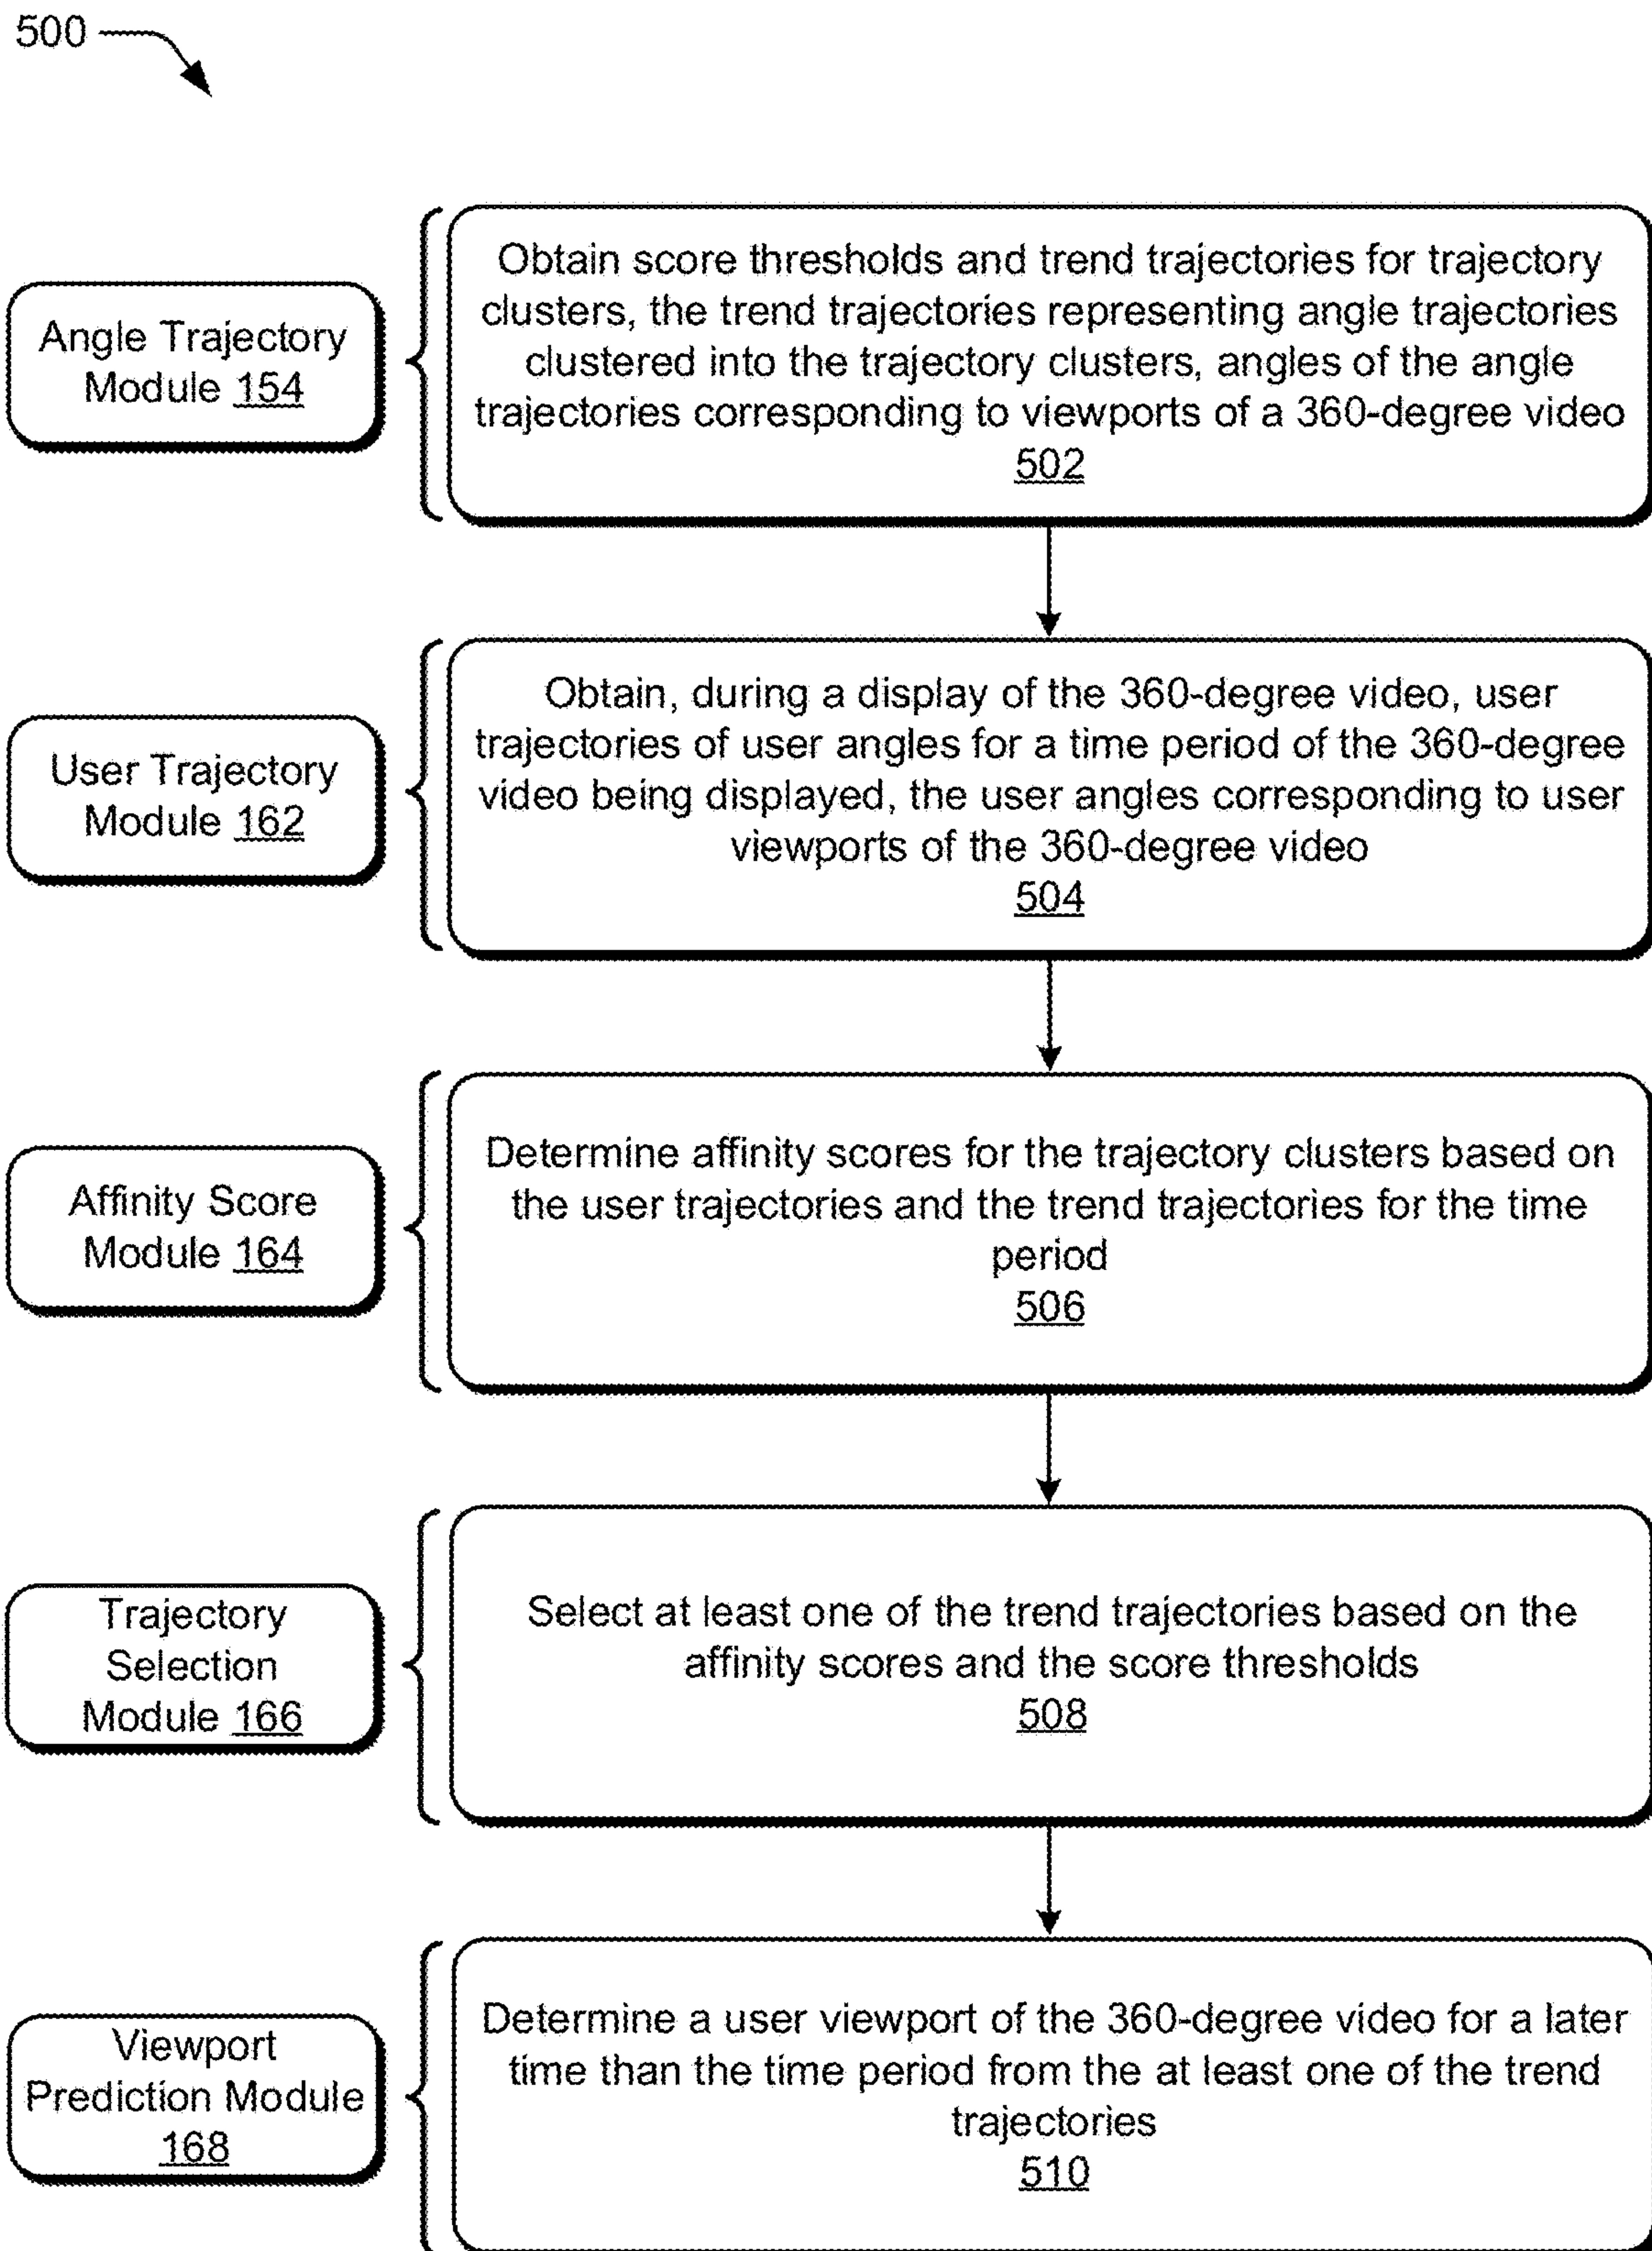 500
Angle Trajectory
Module 154
Obtain score thresholds and trend trajectories for trajectory
clusters, the trend trajectories representing angle trajectories
clustered into the trajectory clusters, angles of the angle
trajectories corresponding to viewports of a 360-degree video
502
User Trajectory
Module 162
Obtain, during a display of the 360-degree video, user
trajectories of user angles for a time period of the 360-degree
video being displayed, the user angles corresponding to user
viewports of the 360-degree video
504
Affinity Score
Module 164
Determine affinity scores for the trajectory clusters based on
the user trajectories and the trend trajectories for the time
period
506
Trajectory
Selection
Module 166
Select at least one of the trend trajectories based on the
affinity scores and the score thresholds
508
Viewport
Prediction Module
168
Determine a user viewport of the 360-degree video for a later
time than the time period from the at least one of the trend
trajectories
510